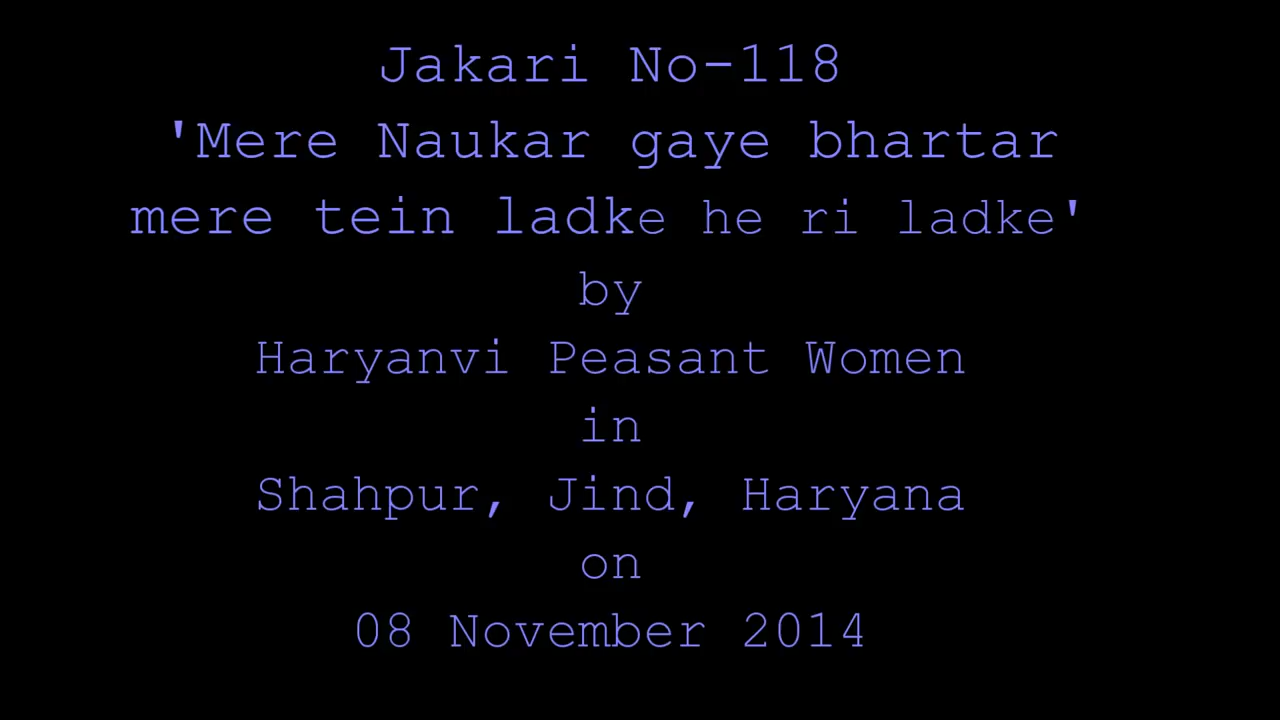 Jakari No-118
'Mere Naukar gaye bhartar
mere tein ladke he ri ladke'
by
Haryanvi Peasant Women
in
Shahpur, Jind, Haryana
on
08 November 2014